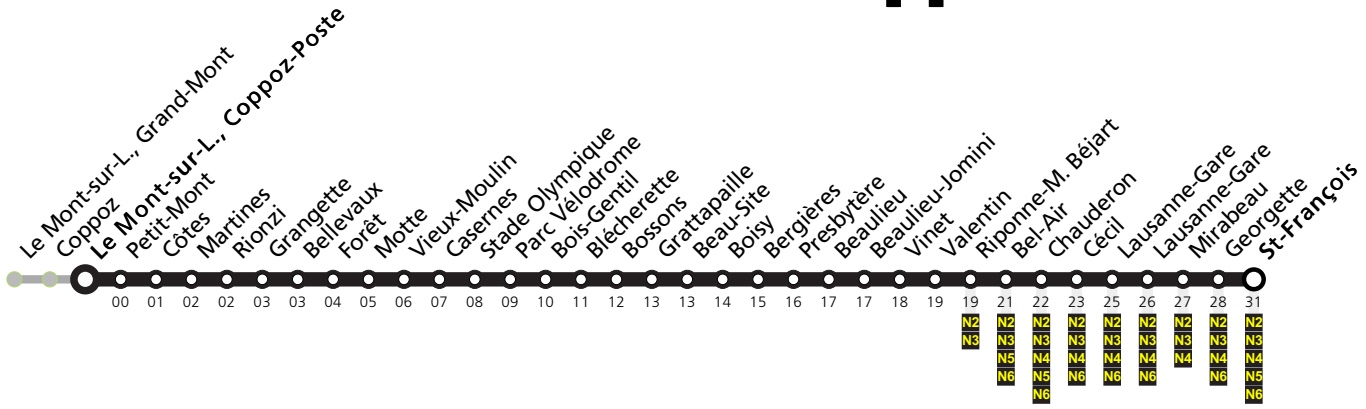 Le Mont-sur-L., Grand-Mont
Coppoz
Le Mont-sur-L., Coppoz-Poste
Petit-Mont
Côtes
Martines
Rionzi
Grangette
Bellevaux
Forêt
Motte
Vieux-Moulin
Casernes
Stade Olympique
Parc Vélodrome
Bois-Gentil
Blécherette
Bossons
Grattapaille
Beau-Site
Boisy
Bergières
Presbytère
Beaulieu
Beaulieu-Jomini
Vinet
Valentin
Riponne-M. Béjart
Bel-Air
Chauderon
Cécil
Lausanne-Gare
Lausanne-Gare
Mirabeau
Georgette
St-François
00 01 02 02 03 03 04 05 06 07 08 09 10 11 12 13 13 14 15 16 17 17 18 19 19 21 22 23 25 26 27 28 31
N2 N2 N2 N2 N2 N2 N2 N2 N2
N3 N3 N3 N3 N3 N3 N3 N3 N3
N5 N4 N4 N4 N4 N4 N4 N4
N6 N5 N6 N6 N6 N6 N5
N6 N6